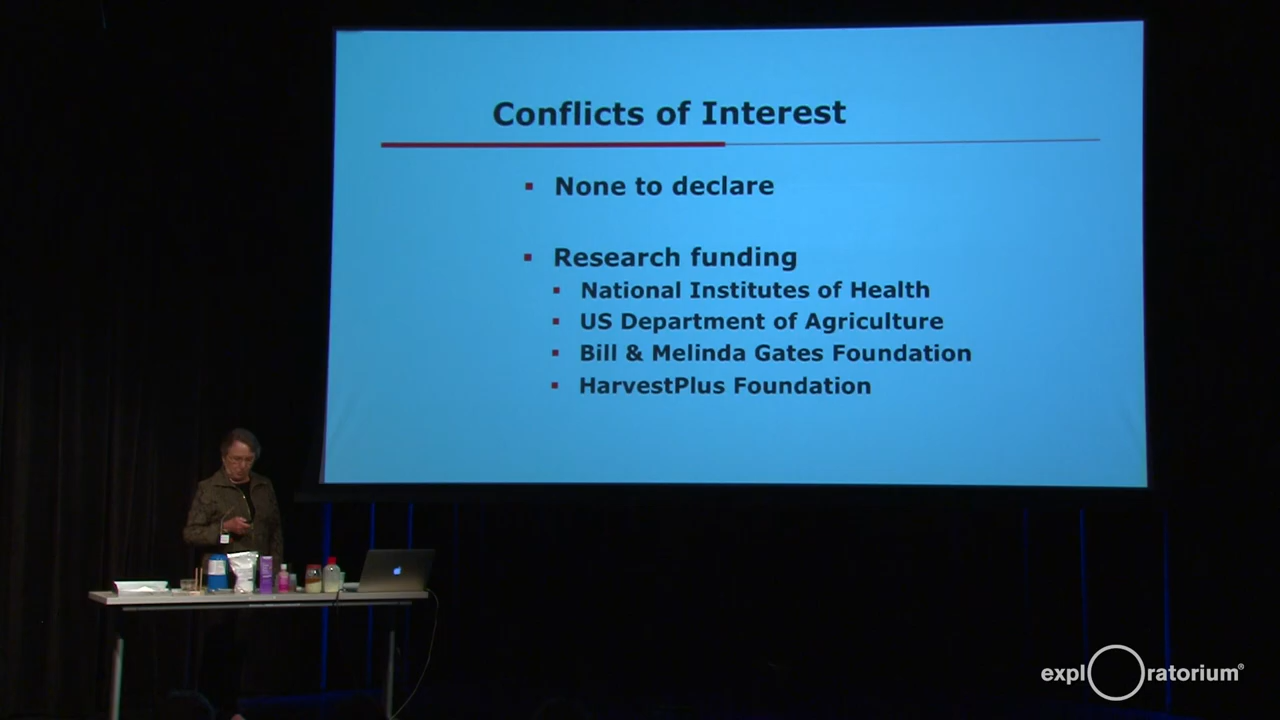 Conflicts of Interest
▪ None to declare
▪ Research funding
▪ National Institutes of Health
▪ US Department of Agriculture
▪ Bill & Melinda Gates Foundation
▪ HarvestPlus Foundation
explOratorium®